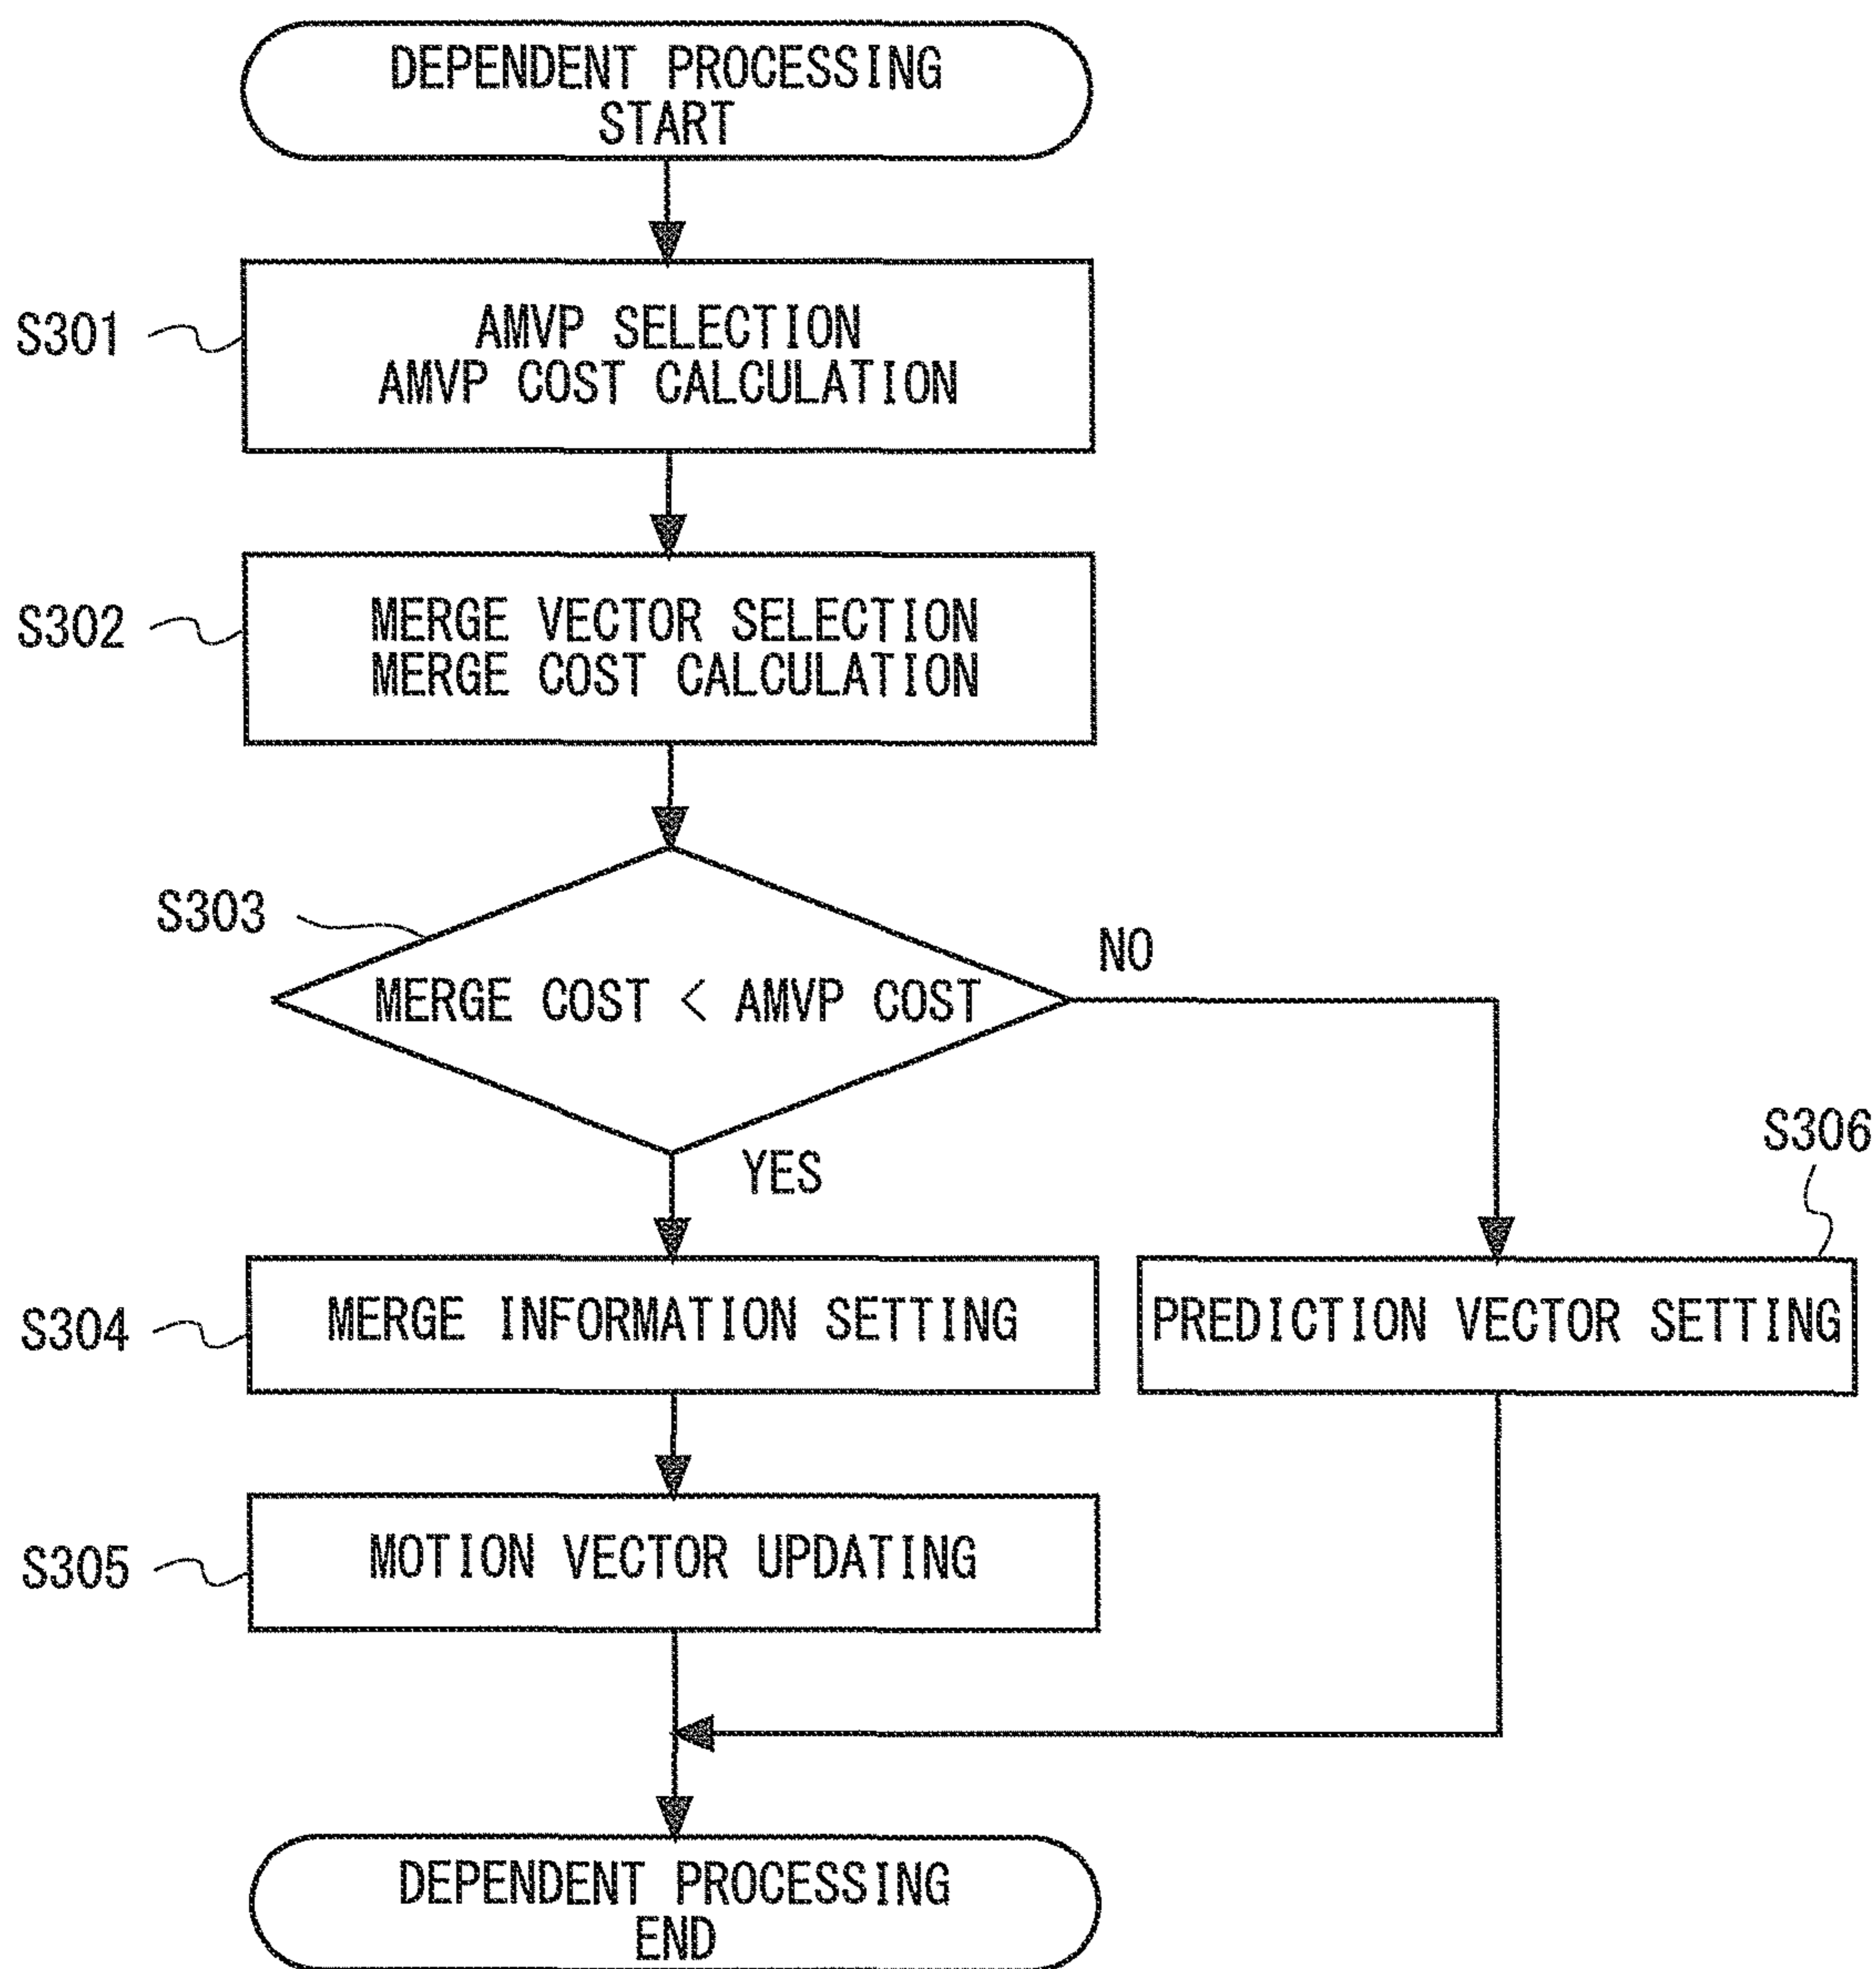 DEPENDENT PROCESSING
START
S301
AMVP SELECTION
AMVP COST CALCULATION
S302
MERGE VECTOR SELECTION
MERGE COST CALCULATION
S303
MERGE COST < AMVP COST
NO
YES
S306
S304
MERGE INFORMATION SETTING
PREDICTION VECTOR SETTING
S305
MOTION VECTOR UPDATING
DEPENDENT PROCESSING
END